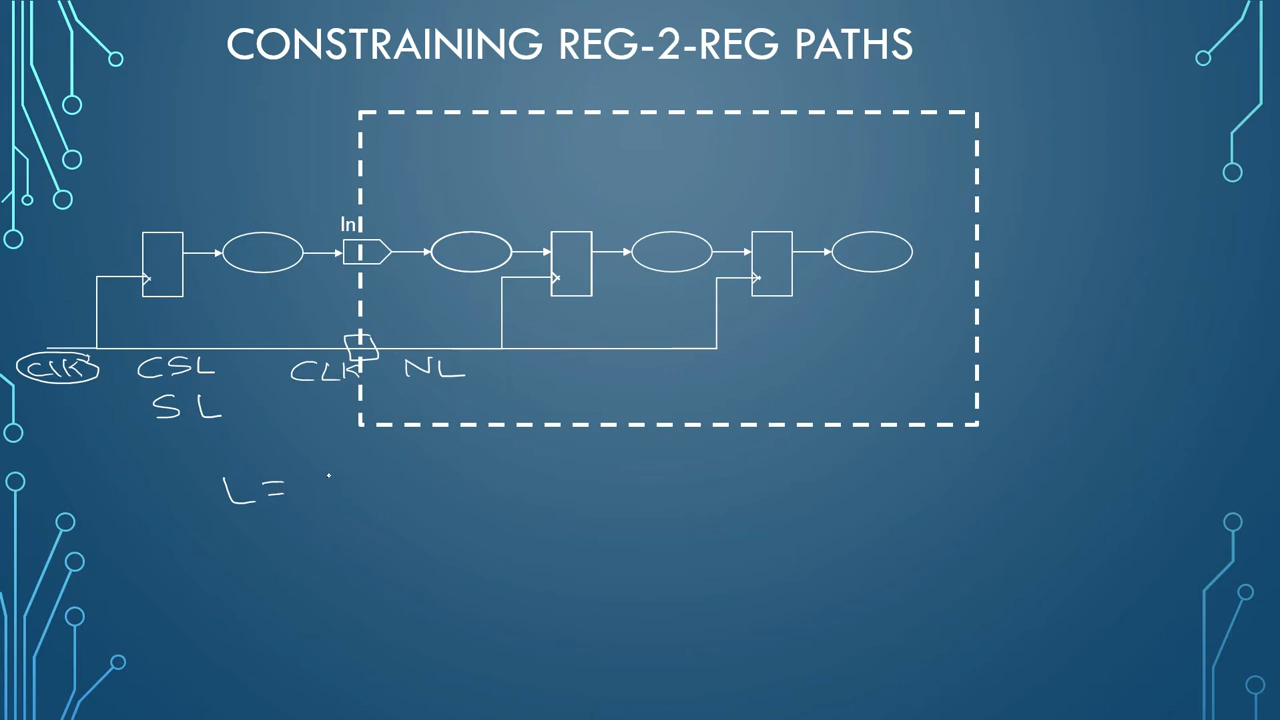 CONSTRAINING REG-2-REG PATHS
In
ClK CSL CLK NL
SL
L =